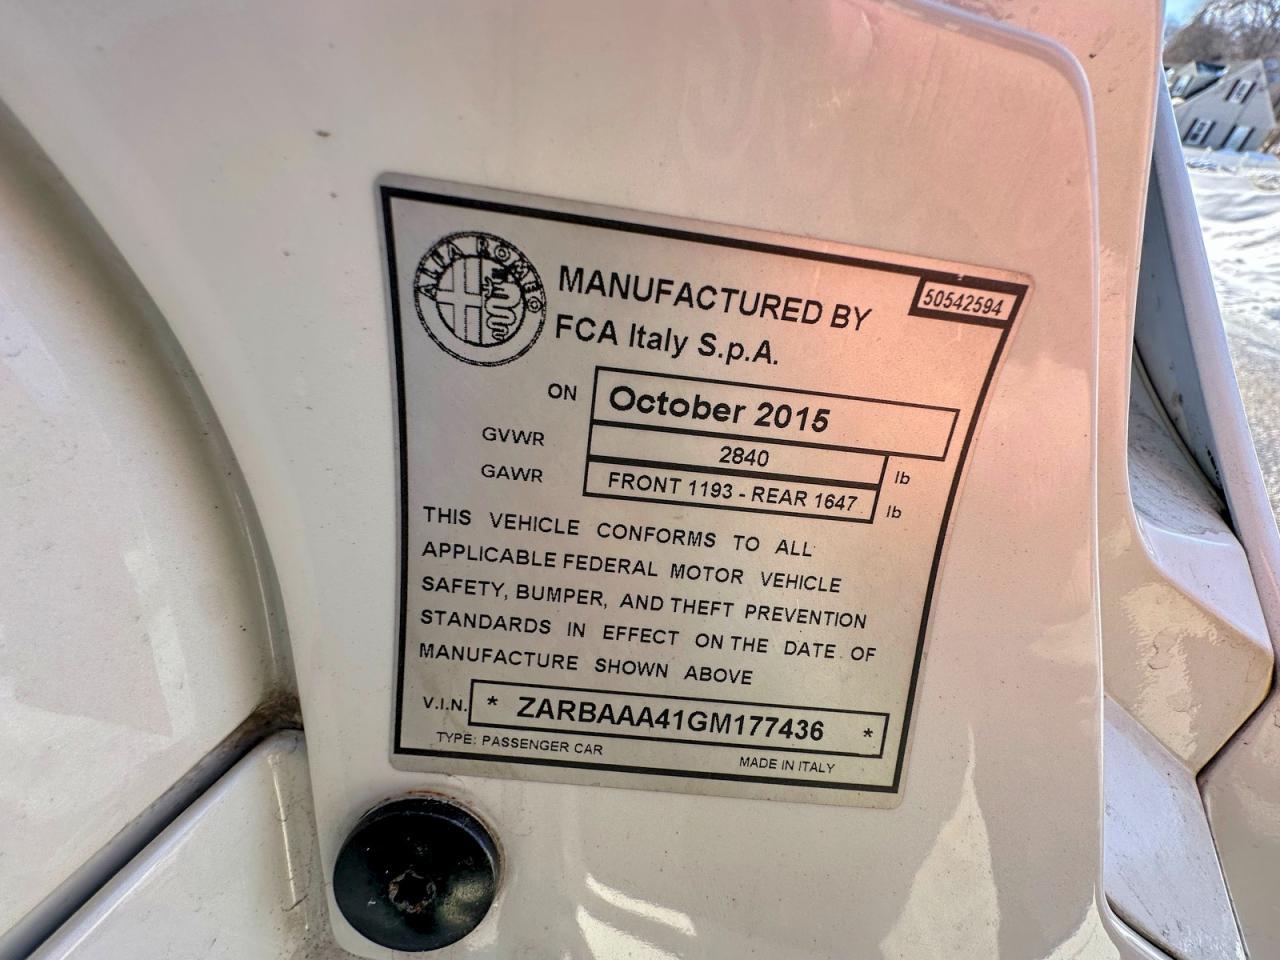 ALFA ROMEO
MANUFACTURED BY
50542594
FCA Italy S.p.A.
ON October 2015
GVWR 2840 lb
GAWR FRONT 1193 - REAR 1647 lb
THIS VEHICLE CONFORMS TO ALL
APPLICABLE FEDERAL MOTOR VEHICLE
SAFETY, BUMPER, AND THEFT PREVENTION
STANDARDS IN EFFECT ON THE DATE OF
MANUFACTURE SHOWN ABOVE
V.I.N. * ZARBAAA41GM177436 *
TYPE: PASSENGER CAR MADE IN ITALY